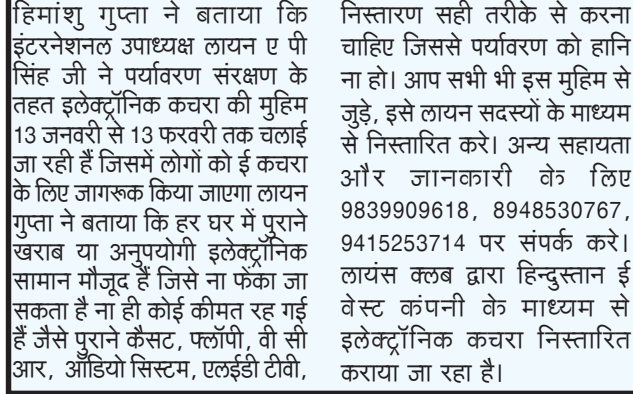 हिमांशु गुप्ता ने बताया कि
इंटरनेशनल उपाध्यक्ष लायन ए पी
सिंह जी ने पर्यावरण संरक्षण के
तहत इलेक्ट्रॉनिक कचरा की मुहिम
13 जनवरी से 13 फरवरी तक चलाई
जा रही हैं जिसमें लोगों को ई कचरा
के लिए जागरूक किया जाएगा लायन
गुप्ता ने बताया कि हर घर में पुराने
खराब या अनुपयोगी इलेक्ट्रॉनिक
सामान मौजूद हैं जिसे ना फेंका जा
सकता है ना ही कोई कीमत रह गई
हैं जैसे पुराने कैसट, फ्लॉपी, वी सी
आर, ऑडियो सिस्टम, एलईडी टीवी,
निस्तारण सही तरीके से करना
चाहिए जिससे पर्यावरण को हानि
ना हो। आप सभी भी इस मुहिम से
जुड़े, इसे लायन सदस्यों के माध्यम
से निस्तारित करे। अन्य सहायता
और जानकारी के लिए
9839909618, 8948530767,
9415253714 पर संपर्क करे।
लायंस क्लब द्वारा हिन्दुस्तान ई
वेस्ट कंपनी के माध्यम से
इलेक्ट्रॉनिक कचरा निस्तारित
कराया जा रहा है।